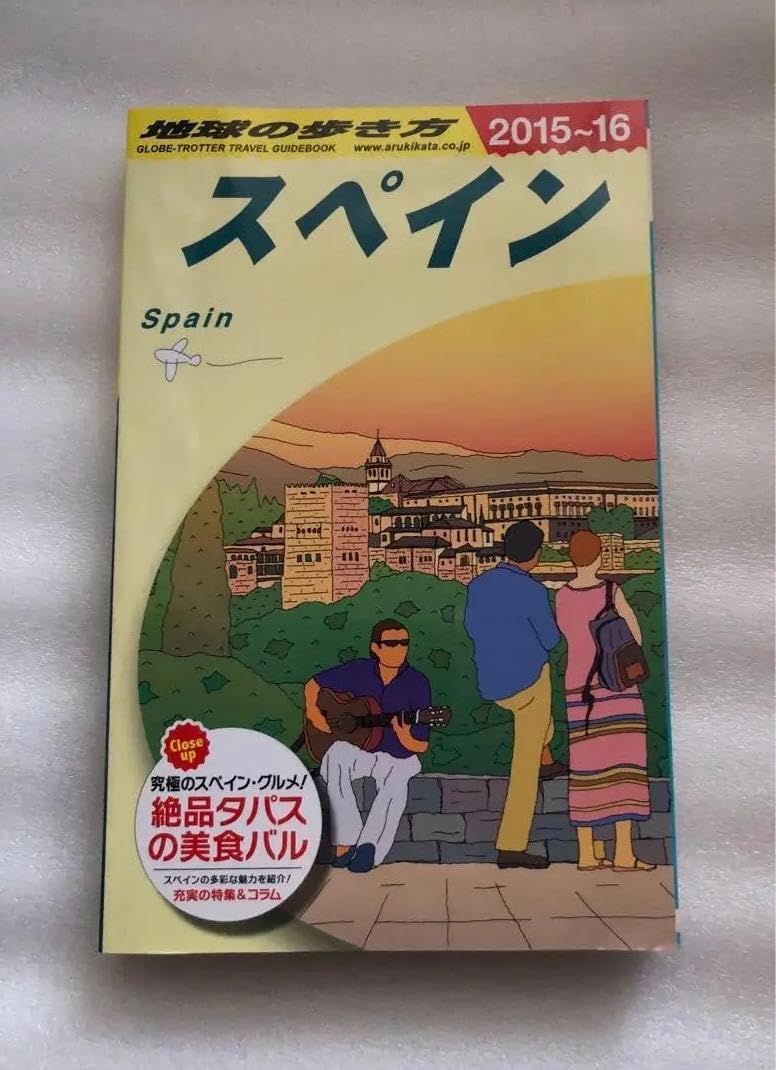 地球の歩き方
2015~16
GLOBE-TROTTER TRAVEL GUIDEBOOK www.arukikata.co.jp
スペイン
Spain
Close up
究極のスペイン・グルメ!
絶品タパス
の美食バル
スペインの多彩な魅力を紹介!
充実の特集&コラム